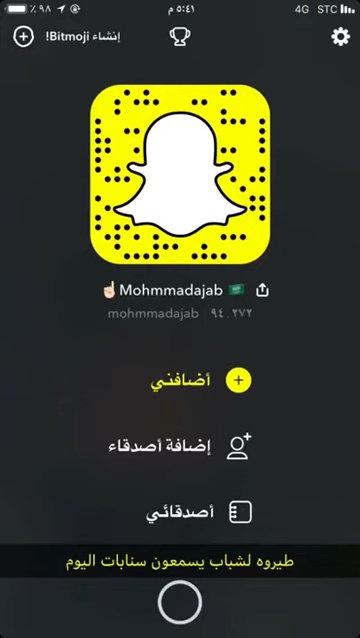 ٪٩٨ ٥:٤١ م 4G STC
إنشاء Bitmoji!
☝🏻Mohmmadajab 🇸🇦
mohmmadajab | ٩٤.٢٧٢
أضافني
إضافة أصدقاء
أصدقائي
طيروه لشباب يسمعون سنابات اليوم